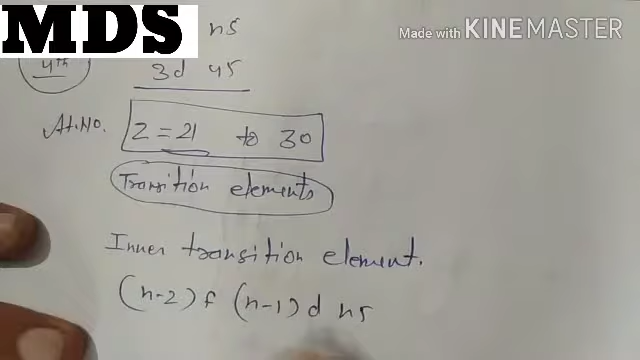 MDS
ns
Made with KINEMASTER
4th
3d 4s
At.No.
Z = 21 to 30
Transition elements
Inner transition element.
(n-2) f (n-1) d ns